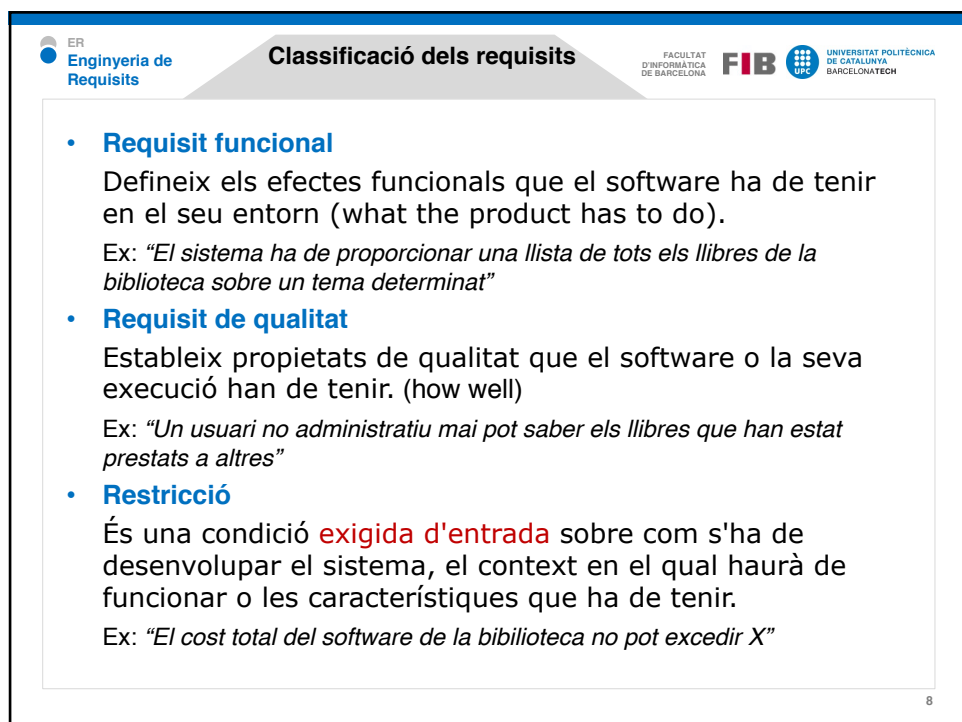 ER
Enginyeria de
Requisits
Classificació dels requisits
FACULTAT
D'INFORMÀTICA
DE BARCELONA
FIB
UPC
UNIVERSITAT POLITÈCNICA
DE CATALUNYA
BARCELONATECH
• Requisit funcional
Defineix els efectes funcionals que el software ha de tenir
en el seu entorn (what the product has to do).
Ex: “El sistema ha de proporcionar una llista de tots els llibres de la
biblioteca sobre un tema determinat”
• Requisit de qualitat
Estableix propietats de qualitat que el software o la seva
execució han de tenir. (how well)
Ex: “Un usuari no administratiu mai pot saber els llibres que han estat
prestats a altres”
• Restricció
És una condició exigida d'entrada sobre com s'ha de
desenvolupar el sistema, el context en el qual haurà de
funcionar o les característiques que ha de tenir.
Ex: “El cost total del software de la bibilioteca no pot excedir X”
8